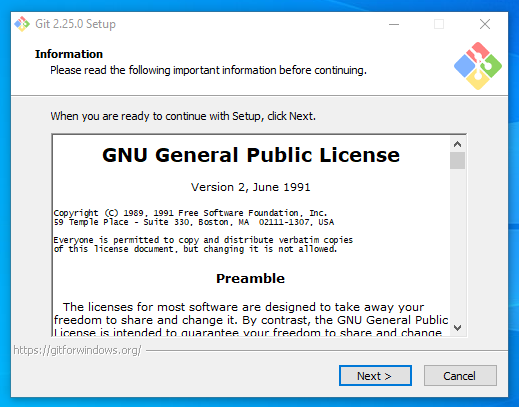 Git 2.25.0 Setup
Information
Please read the following important information before continuing.
When you are ready to continue with Setup, click Next.
GNU General Public License
Version 2, June 1991
Copyright (C) 1989, 1991 Free Software Foundation, Inc.
59 Temple Place - Suite 330, Boston, MA  02111-1307, USA
Everyone is permitted to copy and distribute verbatim copies
of this license document, but changing it is not allowed.
Preamble
The licenses for most software are designed to take away your
freedom to share and change it. By contrast, the GNU General Public
License is intended to guarantee your freedom to share and change
https://gitforwindows.org/
Next >
Cancel